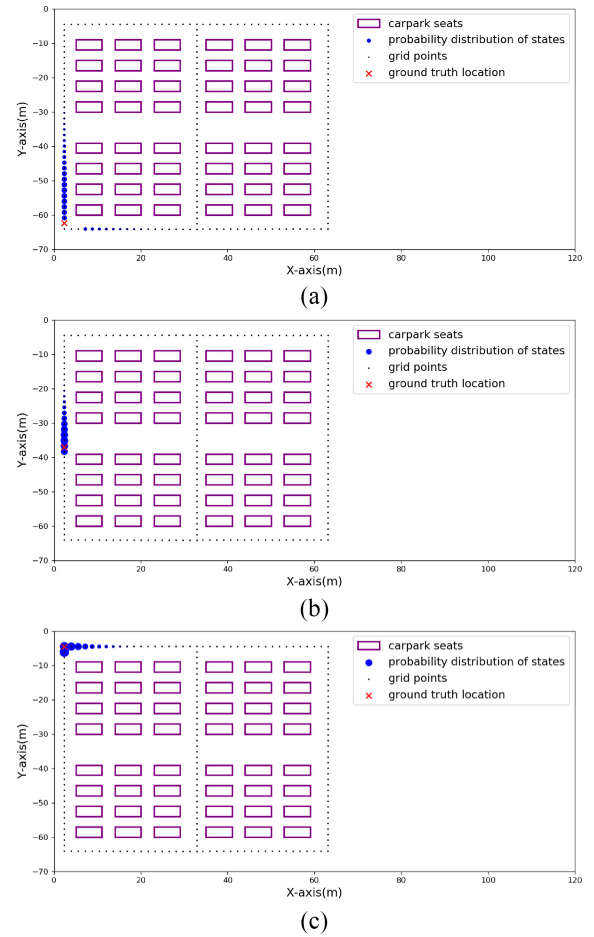 0
−10
−20
−30
−40
−50
−60
−70
Y-axis(m)
carpark seats
probability distribution of states
grid points
ground truth location
0 20 40 60 80 100 120
X-axis(m)
(a)
0
−10
−20
−30
−40
−50
−60
−70
Y-axis(m)
carpark seats
probability distribution of states
grid points
ground truth location
0 20 40 60 80 100 120
X-axis(m)
(b)
0
−10
−20
−30
−40
−50
−60
−70
Y-axis(m)
carpark seats
probability distribution of states
grid points
ground truth location
0 20 40 60 80 100 120
X-axis(m)
(c)